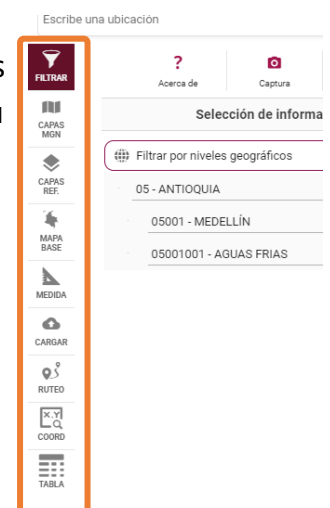 Escribe una ubicación
FILTRAR
CAPAS
MGN
CAPAS
REF.
MAPA
BASE
MEDIDA
CARGAR
RUTEO
X,Y
COORD
TABLA
?
Acerca de
Captura
Selección de informa
Filtrar por niveles geográficos
05 - ANTIOQUIA
05001 - MEDELLÍN
05001001 - AGUAS FRIAS